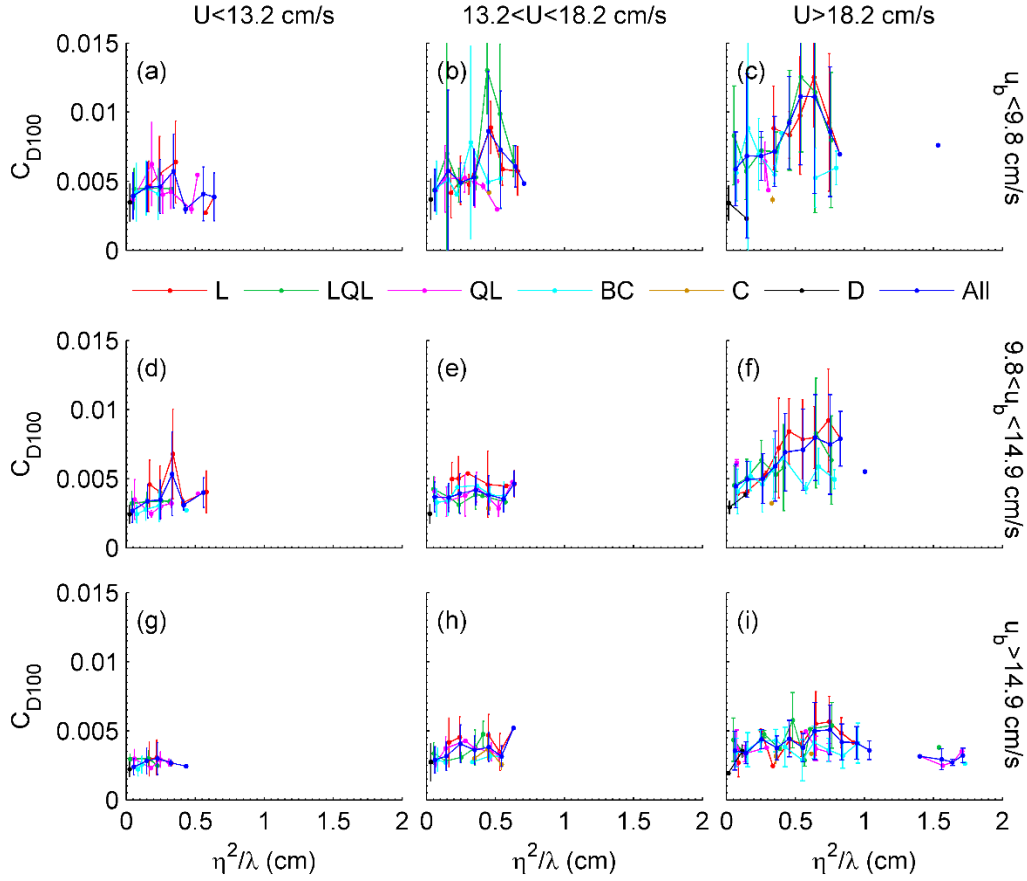 U<13.2 cm/s 13.2<U<18.2 cm/s U>18.2 cm/s
0.015
0.01
0.005
0
C_D100
(a) (b) (c)
u_b<9.8 cm/s
L LQL QL BC C D All
0.015
0.01
0.005
0
C_D100
(d) (e) (f)
9.8<u_b<14.9 cm/s
0.015
0.01
0.005
0
C_D100
(g) (h) (i)
u_b>14.9 cm/s
0 0.5 1 1.5 2 0 0.5 1 1.5 2 0 0.5 1 1.5 2
η²/λ (cm) η²/λ (cm) η²/λ (cm)